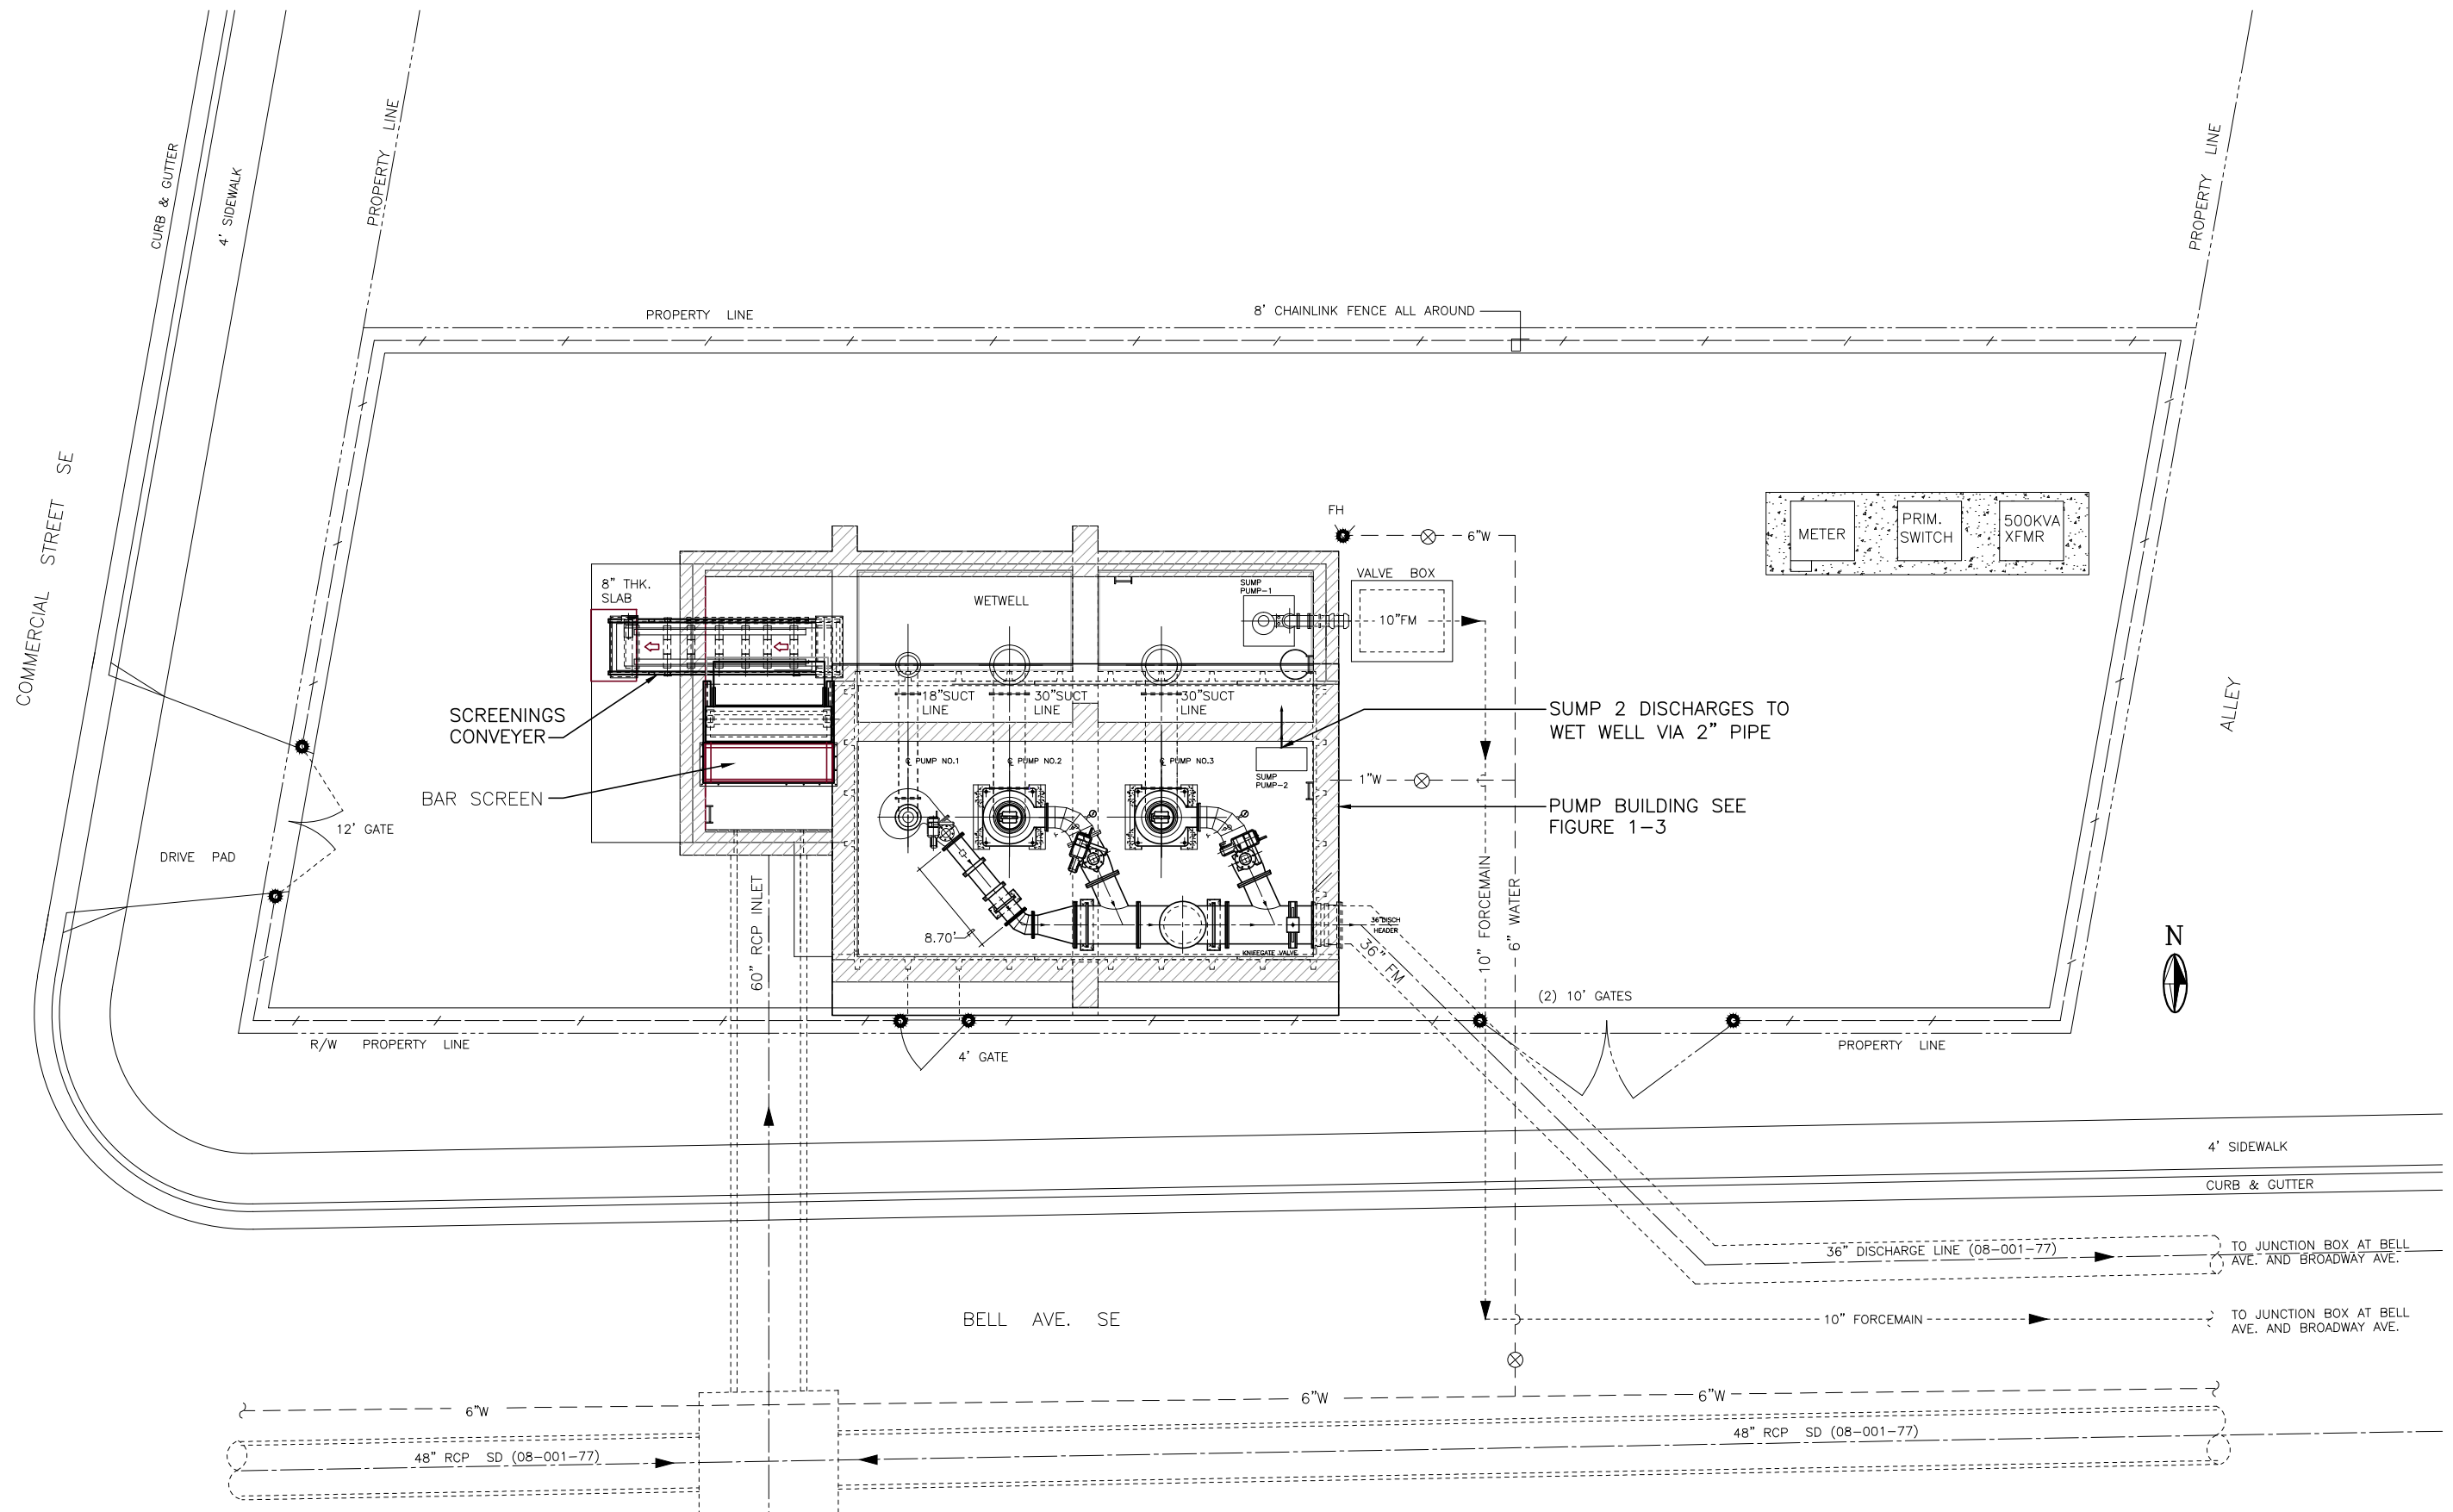 CURB & GUTTER
4' SIDEWALK
PROPERTY LINE
PROPERTY LINE
COMMERCIAL STREET SE
PROPERTY LINE
8' CHAINLINK FENCE ALL AROUND
METER
PRIM.
SWITCH
500KVA
XFMR
FH
6"W
VALVE BOX
10"FM
8" THK.
SLAB
WETWELL
SUMP
PUMP-1
18"SUCT
LINE
30"SUCT
LINE
30"SUCT
LINE
SCREENINGS
CONVEYER
BAR SCREEN
SUMP 2 DISCHARGES TO
WET WELL VIA 2" PIPE
ALLEY
℄ PUMP NO.1
℄ PUMP NO.2
℄ PUMP NO.3
SUMP
PUMP-2
1"W
PUMP BUILDING SEE
FIGURE 1-3
12' GATE
DRIVE PAD
60" RCP INLET
8.70'
KNIFEGATE VALVE
36"DISCH
HEADER
36" FM
10" FORCEMAIN
6" WATER
N
(2) 10' GATES
R/W PROPERTY LINE
4' GATE
PROPERTY LINE
4' SIDEWALK
CURB & GUTTER
36" DISCHARGE LINE (08-001-77)
TO JUNCTION BOX AT BELL
AVE. AND BROADWAY AVE.
BELL AVE. SE
10" FORCEMAIN
TO JUNCTION BOX AT BELL
AVE. AND BROADWAY AVE.
6"W
6"W
6"W
48" RCP SD (08-001-77)
48" RCP SD (08-001-77)